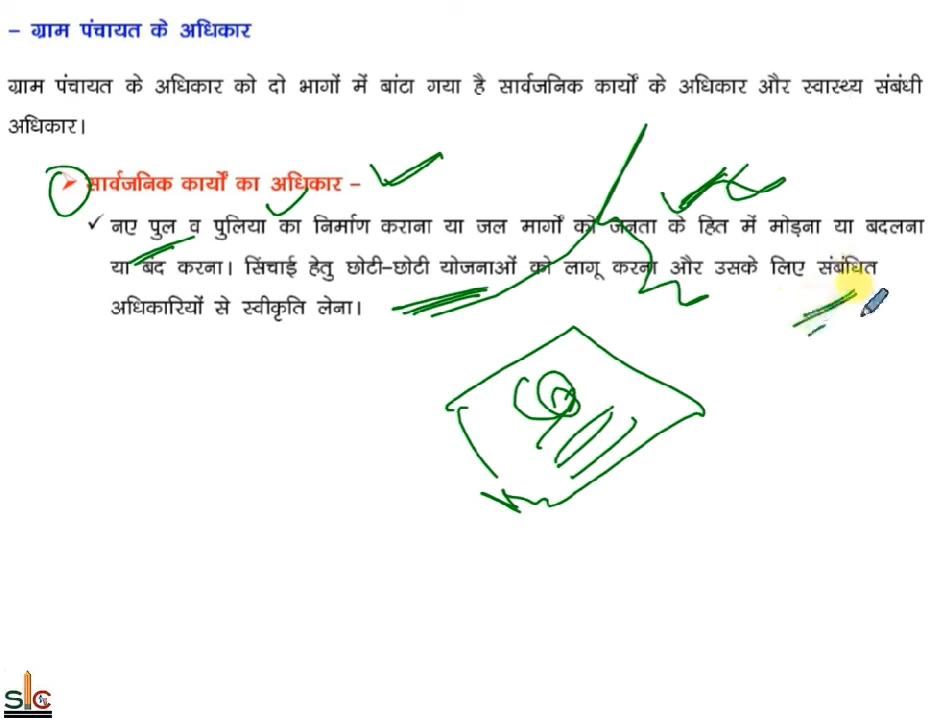 – ग्राम पंचायत के अधिकार
ग्राम पंचायत के अधिकार को दो भागों में बांटा गया है सार्वजनिक कार्यों के अधिकार और स्वास्थ्य संबंधी
अधिकार।
➤ सार्वजनिक कार्यों का अधिकार –
✓ नए पुल व पुलिया का निर्माण कराना या जल मार्गों को जनता के हित में मोड़ना या बदलना
या बंद करना। सिंचाई हेतु छोटी-छोटी योजनाओं को लागू करना और उसके लिए संबंधित
अधिकारियों से स्वीकृति लेना।
SLC